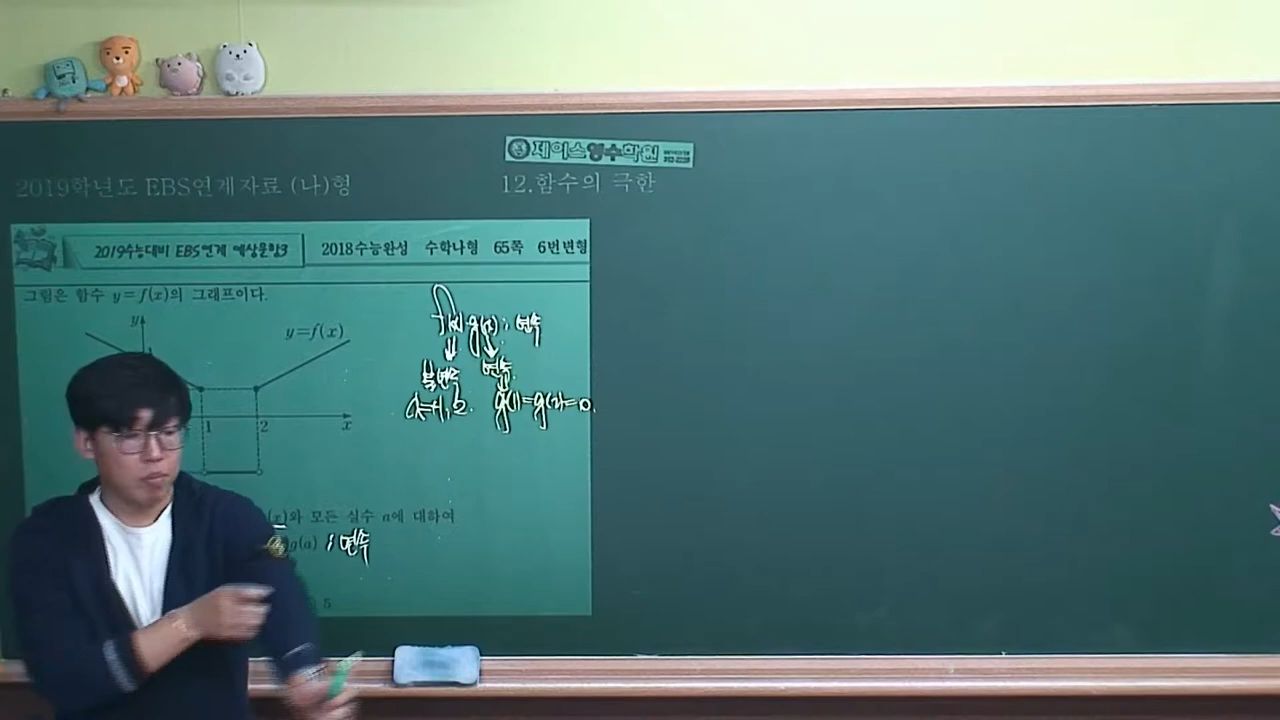 제이스영수학원
2019학년도 EBS연계자료 (나)형
12.함수의 극한
2019수능대비 EBS연계 예상문항3
2018수능완성 수학나형 65쪽 6번변형
그림은 함수 y=f(x)의 그래프이다.
y
y=f(x)
1 2 x
f(x) g(x) ; 연속
불연속 연속
g(1)=g(2)=0.
(x)와 모든 실수 a에 대하여
g(a) ; 연속
5